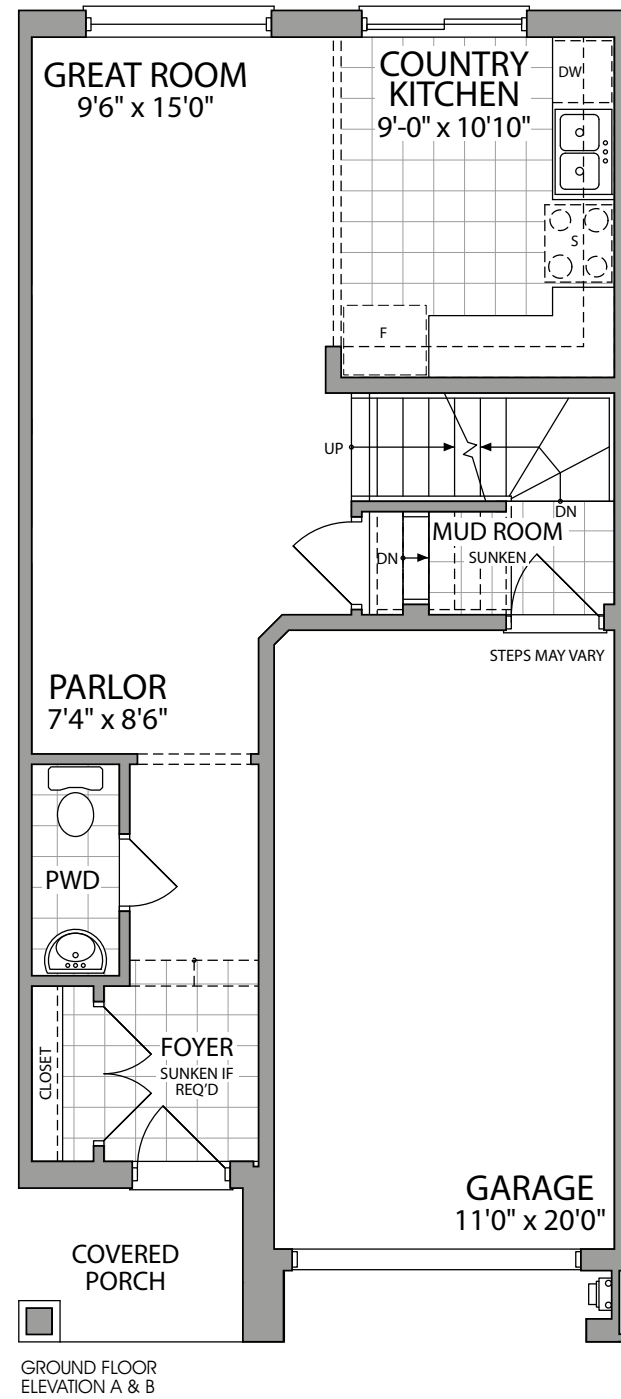 GREAT ROOM
9'6" x 15'0"
COUNTRY
KITCHEN
9'-0" x 10'10"
DW
S
F
UP
DN
MUD ROOM
DN
SUNKEN
STEPS MAY VARY
PARLOR
7'4" x 8'6"
PWD
FOYER
SUNKEN IF
REQ'D
CLOSET
GARAGE
11'0" x 20'0"
COVERED
PORCH
GROUND FLOOR
ELEVATION A & B